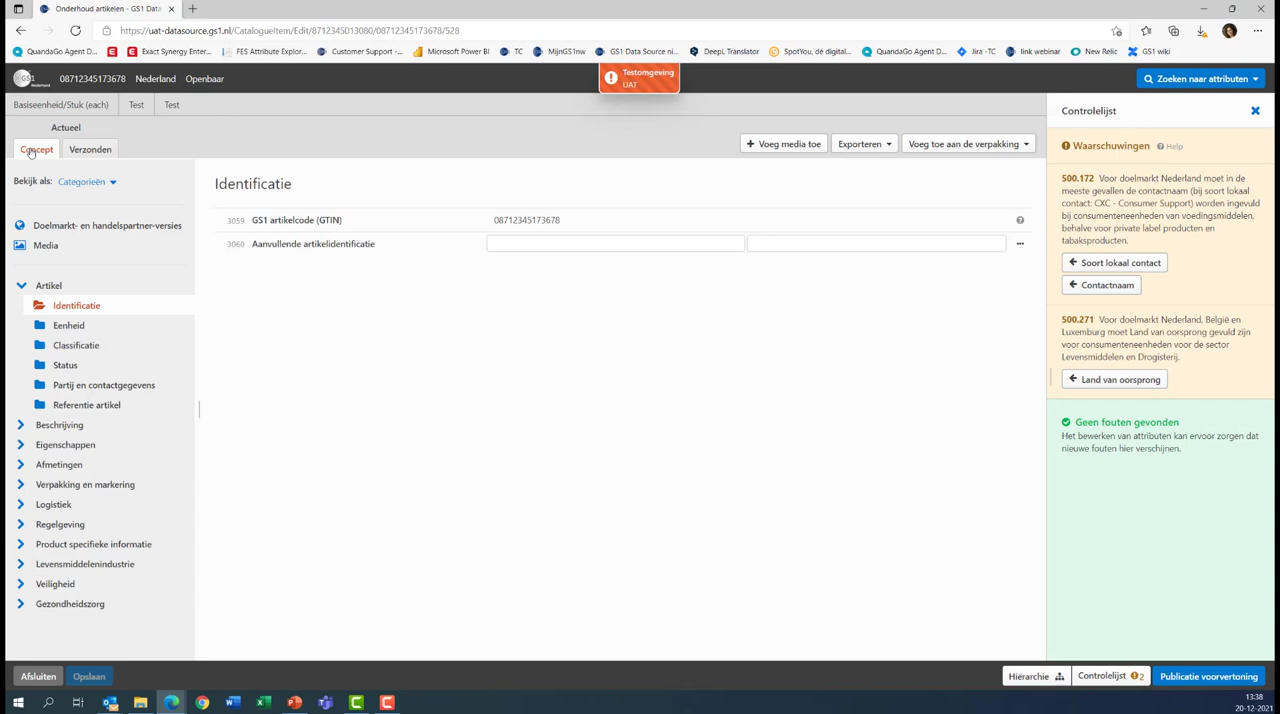 Onderhoud artikelen - GS1 Data
https://uat-datasource.gs1.nl/CatalogueItem/Edit/8712345013080/08712345173678/528
QuandaGo Agent D...
Exact Synergy Enter...
FES Attribute Explor...
Customer Support -...
Microsoft Power BI
TC
MijnGS1nw
GS1 Data Source ni...
DeepL Translator
SpotYou, dé digital...
QuandaGo Agent D...
Jira -TC
link webinar
New Relic
GS1 wiki
GS1 Nederland
08712345173678 Nederland Openbaar
Testomgeving
UAT
Zoeken naar attributen
Basiseenheid/Stuk (each) Test Test
Actueel
Concept Verzonden
Voeg media toe
Exporteren
Voeg toe aan de verpakking
Bekijk als: Categorieën
Doelmarkt- en handelspartner-versies
Media
Artikel
Identificatie
Eenheid
Classificatie
Status
Partij en contactgegevens
Referentie artikel
Beschrijving
Eigenschappen
Afmetingen
Verpakking en markering
Logistiek
Regelgeving
Product specifieke informatie
Levensmiddelenindustrie
Veiligheid
Gezondheidszorg
Identificatie
3059 GS1 artikelcode (GTIN) 08712345173678
3060 Aanvullende artikelidentificatie
Controlelijst
Waarschuwingen Help
500.172 Voor doelmarkt Nederland moet in de
meeste gevallen de contactnaam (bij soort lokaal
contact: CXC - Consumer Support) worden ingevuld
bij consumenteneenheden van voedingsmiddelen,
behalve voor private label producten en
tabaksproducten.
Soort lokaal contact
Contactnaam
500.271 Voor doelmarkt Nederland, België en
Luxemburg moet Land van oorsprong gevuld zijn
voor consumenteneenheden voor de sector
Levensmiddelen en Drogisterij.
Land van oorsprong
Geen fouten gevonden
Het bewerken van attributen kan ervoor zorgen dat
nieuwe fouten hier verschijnen.
Afsluiten Opslaan
Hiërarchie
Controlelijst 2
Publicatie voorvertoning
13:38
20-12-2021